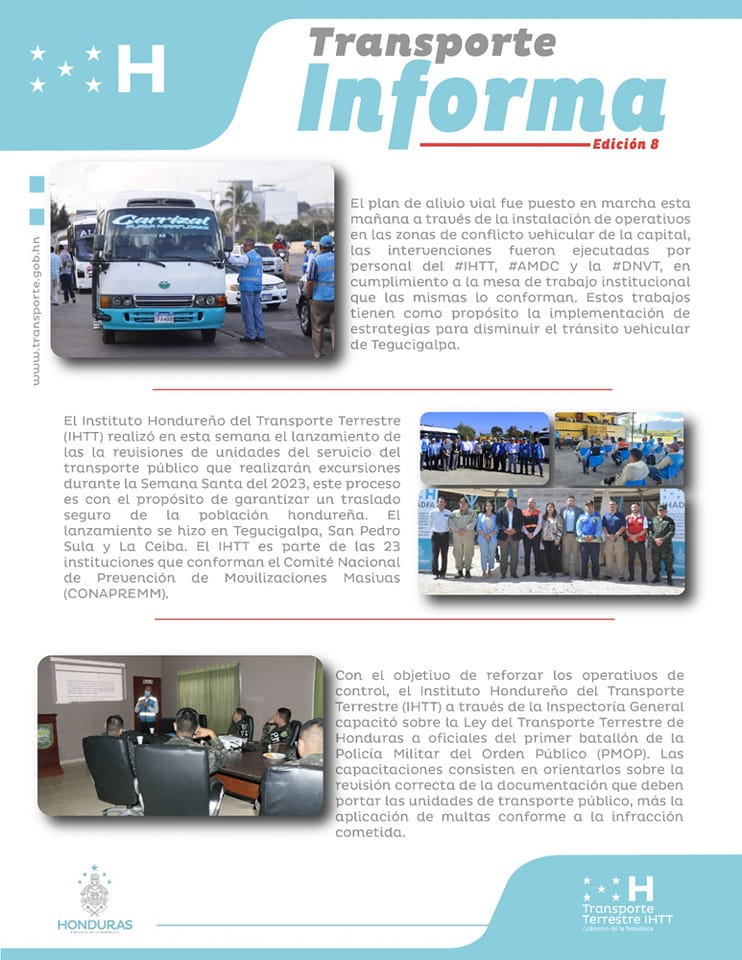 H
Transporte
Informa
Edición 8
www.transporte.gob.hn
Carrizal
El plan de alivio vial fue puesto en marcha esta
mañana a través de la instalación de operativos
en las zonas de conflicto vehicular de la capital,
las intervenciones fueron ejecutadas por
personal del #IHTT, #AMDC y la #DNVT, en
cumplimiento a la mesa de trabajo institucional
que las mismas lo conforman. Estos trabajos
tienen como propósito la implementación de
estrategias para disminuir el tránsito vehicular
de Tegucigalpa.
El Instituto Hondureño del Transporte Terrestre
(IHTT) realizó en esta semana el lanzamiento de
las la revisiones de unidades del servicio del
transporte público que realizarán excursiones
durante la Semana Santa del 2023, este proceso
es con el propósito de garantizar un traslado
seguro de la población hondureña. El
lanzamiento se hizo en Tegucigalpa, San Pedro
Sula y La Ceiba. El IHTT es parte de las 23
instituciones que conforman el Comité Nacional
de Prevención de Movilizaciones Masivas
(CONAPREMM).
Con el objetivo de reforzar los operativos de
control, el Instituto Hondureño del Transporte
Terrestre (IHTT) a través de la Inspectoría General
capacitó sobre la Ley del Transporte Terrestre de
Honduras a oficiales del primer batallón de la
Policía Militar del Orden Público (PMOP). Las
capacitaciones consisten en orientarlos sobre la
revisión correcta de la documentación que deben
portar las unidades de transporte público, más la
aplicación de multas conforme a la infracción
cometida.
HONDURAS
H
Transporte
Terrestre IHTT
Gobierno de la República